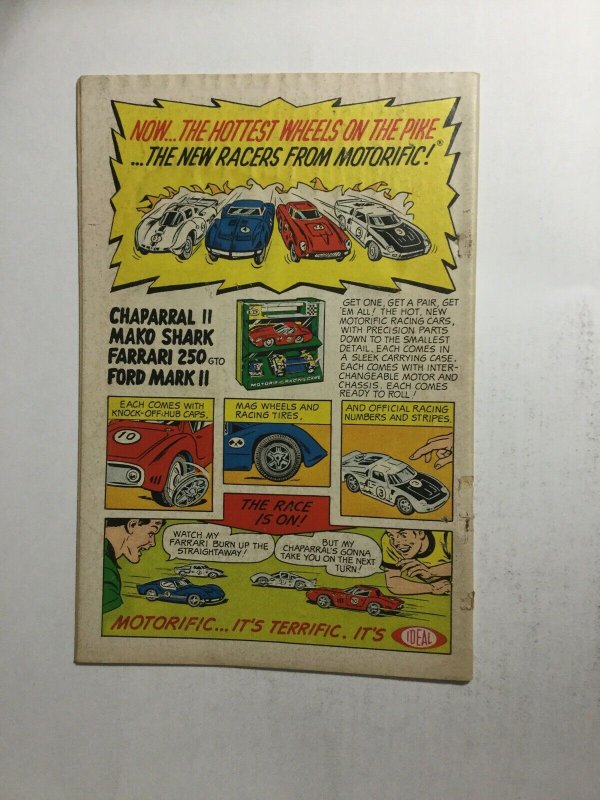 NOW... THE HOTTEST WHEELS ON THE PIKE
...THE NEW RACERS FROM MOTORIFIC!®
CHAPARRAL II
MAKO SHARK
FARRARI 250 GTO
FORD MARK II
MOTORIFIC RACING CARS
GET ONE, GET A PAIR, GET
'EM ALL! THE HOT, NEW
MOTORIFIC RACING CARS,
WITH PRECISION PARTS
DOWN TO THE SMALLEST
DETAIL. EACH COMES IN
A SLEEK CARRYING CASE.
EACH COMES WITH INTER-
CHANGEABLE MOTOR AND
CHASSIS. EACH COMES
READY TO ROLL!
EACH COMES WITH
KNOCK-OFF-HUB CAPS,
10
MAG WHEELS AND
RACING TIRES,
AND OFFICIAL RACING
NUMBERS AND STRIPES.
3
THE RACE
IS ON!
WATCH MY
FARRARI BURN UP THE
STRAIGHTAWAY!
BUT MY
CHAPARRAL'S GONNA
TAKE YOU ON THE NEXT
TURN!
MOTORIFIC...IT'S TERRIFIC. IT'S IDEAL